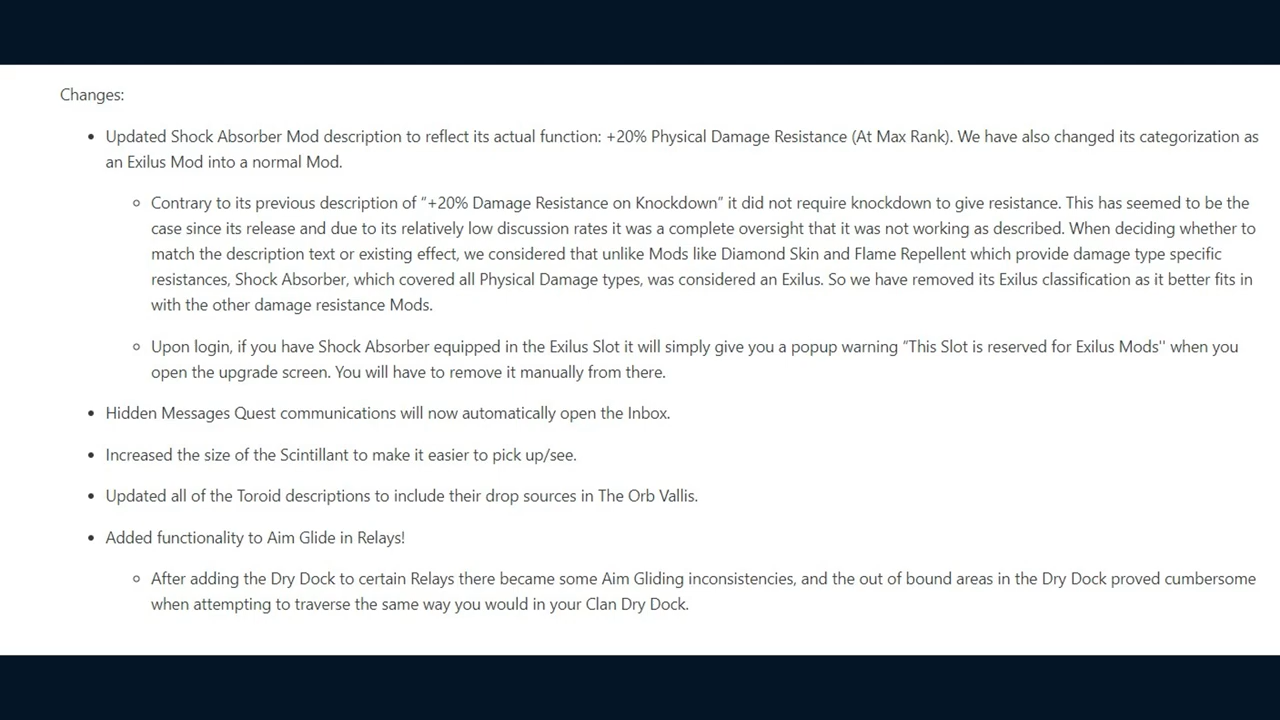 Changes:
• Updated Shock Absorber Mod description to reflect its actual function: +20% Physical Damage Resistance (At Max Rank). We have also changed its categorization as
an Exilus Mod into a normal Mod.
◦ Contrary to its previous description of “+20% Damage Resistance on Knockdown” it did not require knockdown to give resistance. This has seemed to be the
case since its release and due to its relatively low discussion rates it was a complete oversight that it was not working as described. When deciding whether to
match the description text or existing effect, we considered that unlike Mods like Diamond Skin and Flame Repellent which provide damage type specific
resistances, Shock Absorber, which covered all Physical Damage types, was considered an Exilus. So we have removed its Exilus classification as it better fits in
with the other damage resistance Mods.
◦ Upon login, if you have Shock Absorber equipped in the Exilus Slot it will simply give you a popup warning “This Slot is reserved for Exilus Mods'' when you
open the upgrade screen. You will have to remove it manually from there.
• Hidden Messages Quest communications will now automatically open the Inbox.
• Increased the size of the Scintillant to make it easier to pick up/see.
• Updated all of the Toroid descriptions to include their drop sources in The Orb Vallis.
• Added functionality to Aim Glide in Relays!
◦ After adding the Dry Dock to certain Relays there became some Aim Gliding inconsistencies, and the out of bound areas in the Dry Dock proved cumbersome
when attempting to traverse the same way you would in your Clan Dry Dock.